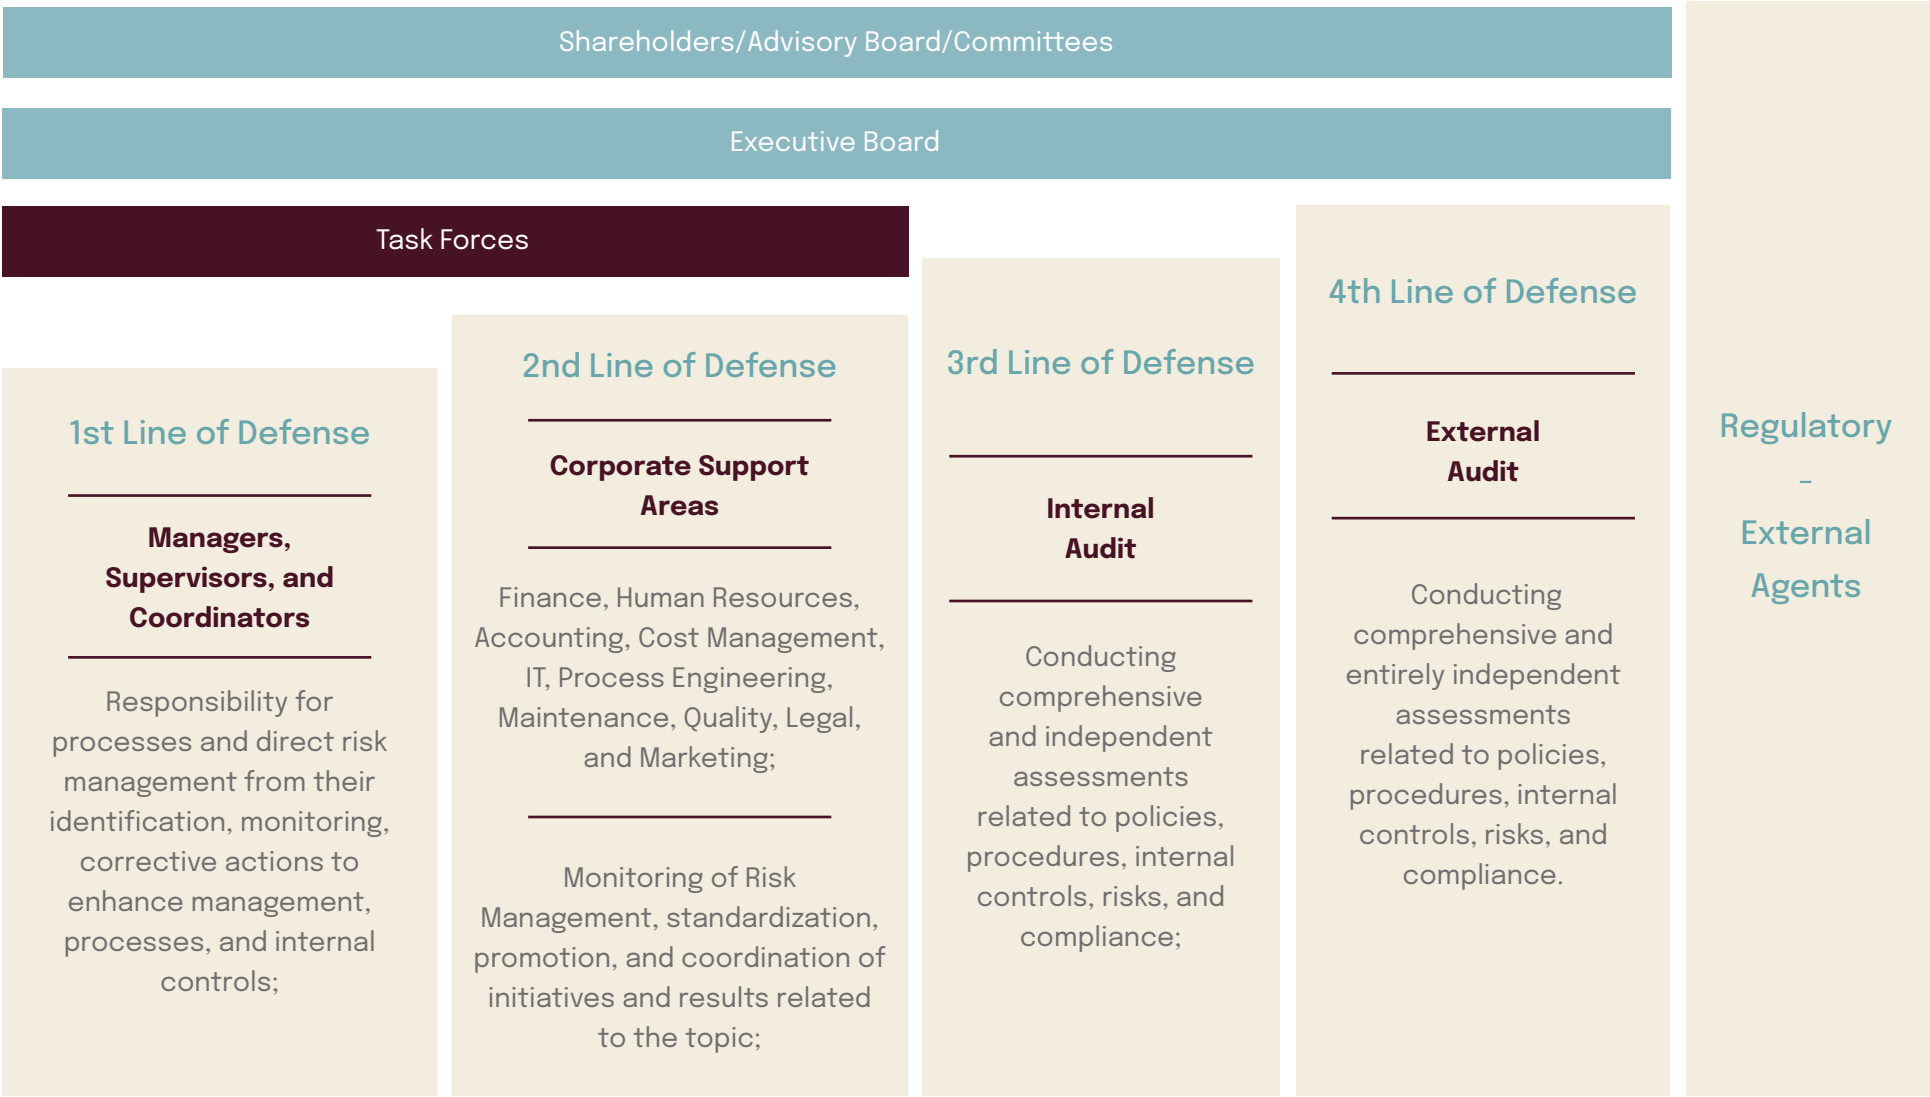 Shareholders/Advisory Board/Committees
Executive Board
Task Forces
1st Line of Defense
Managers,
Supervisors, and
Coordinators
Responsibility for
processes and direct risk
management from their
identification, monitoring,
corrective actions to
enhance management,
processes, and internal
controls;
2nd Line of Defense
Corporate Support
Areas
Finance, Human Resources,
Accounting, Cost Management,
IT, Process Engineering,
Maintenance, Quality, Legal,
and Marketing;
Monitoring of Risk
Management, standardization,
promotion, and coordination of
initiatives and results related
to the topic;
3rd Line of Defense
Internal
Audit
Conducting
comprehensive
and independent
assessments
related to policies,
procedures, internal
controls, risks, and
compliance;
4th Line of Defense
External
Audit
Conducting
comprehensive and
entirely independent
assessments
related to policies,
procedures, internal
controls, risks, and
compliance.
Regulatory
–
External
Agents